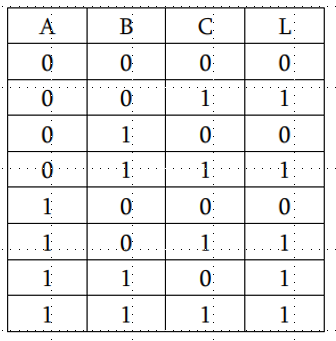 A B C L
0 0 0 0
0 0 1 1
0 1 0 0
0 1 1 1
1 0 0 0
1 0 1 1
1 1 0 1
1 1 1 1